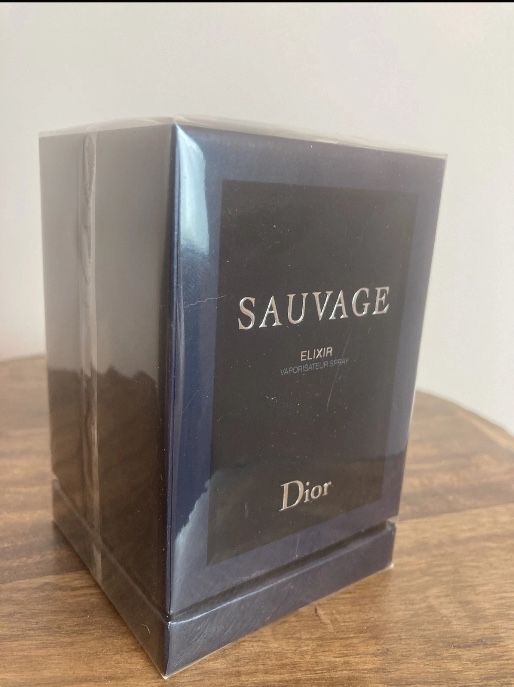 SAUVAGE
ELIXIR
VAPORISATEUR SPRAY
Dior